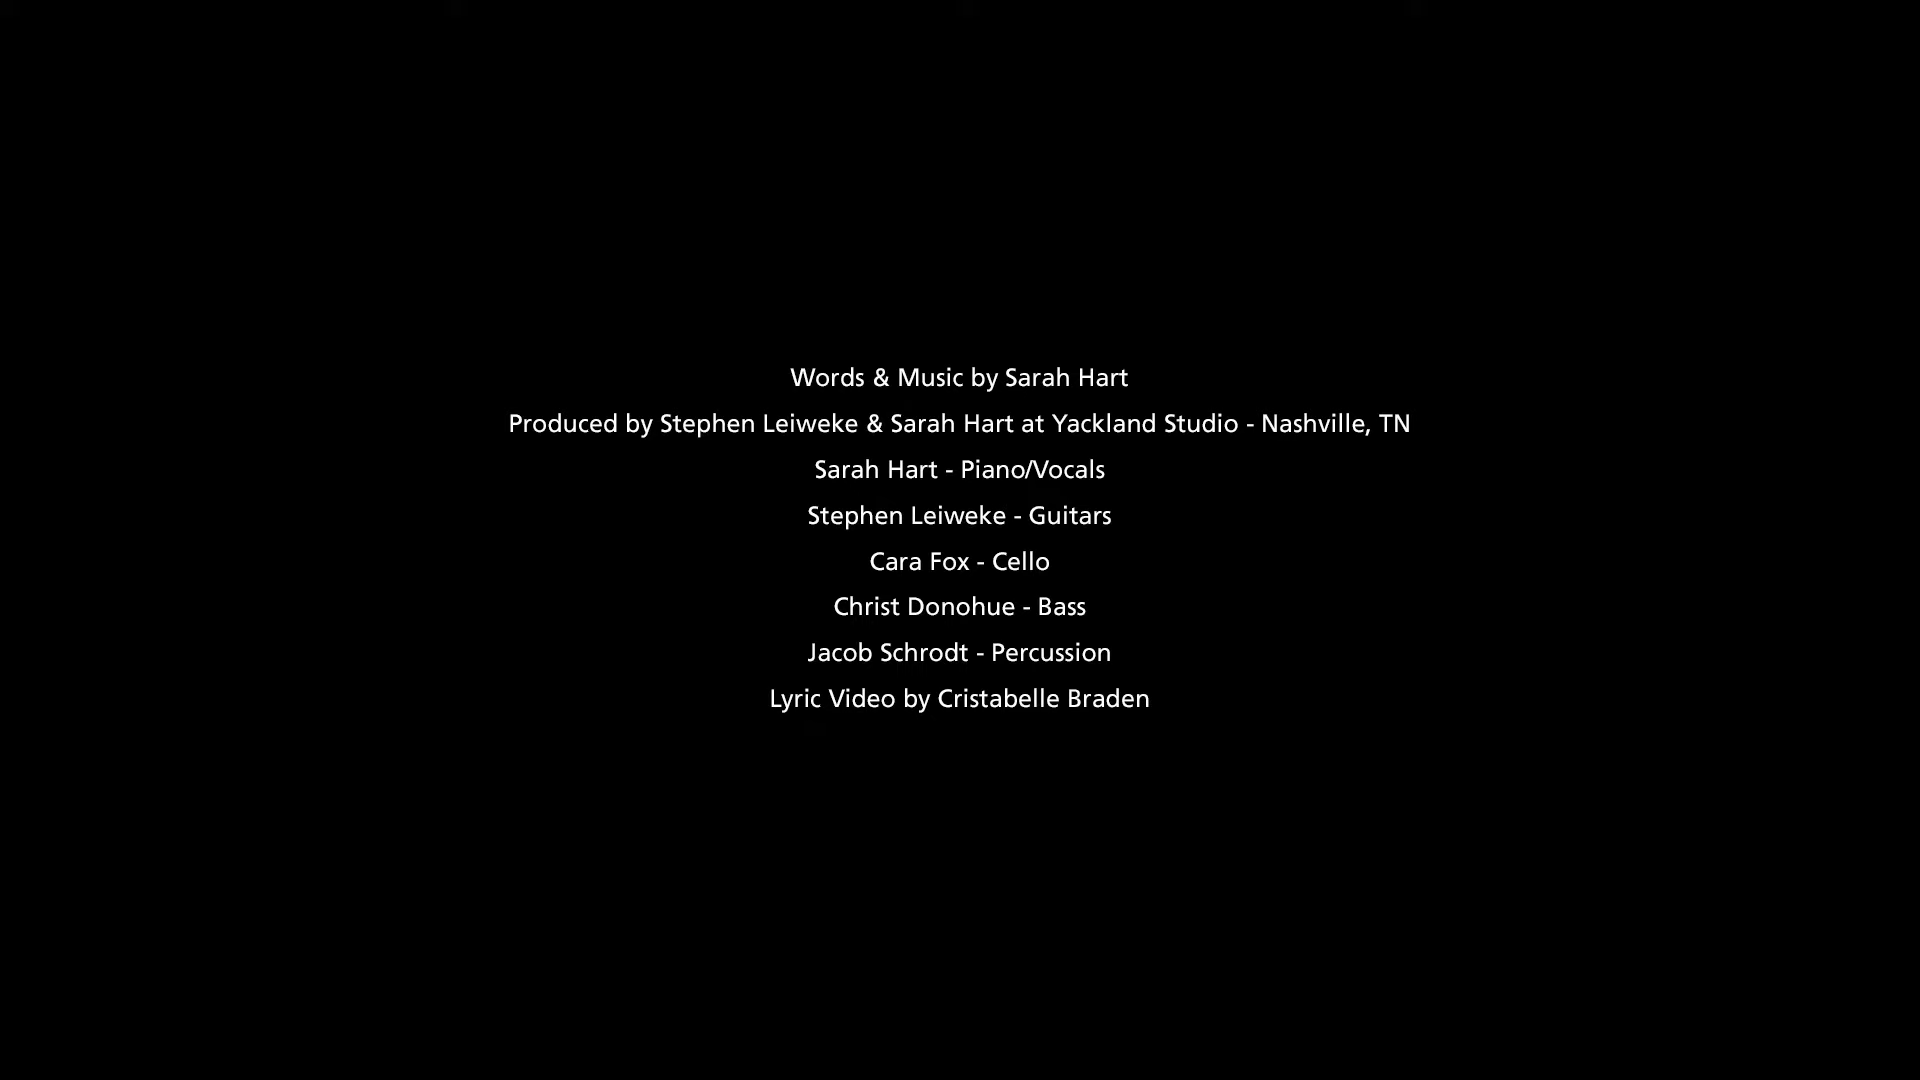 Words & Music by Sarah Hart
Produced by Stephen Leiweke & Sarah Hart at Yackland Studio - Nashville, TN
Sarah Hart - Piano/Vocals
Stephen Leiweke - Guitars
Cara Fox - Cello
Christ Donohue - Bass
Jacob Schrodt - Percussion
Lyric Video by Cristabelle Braden